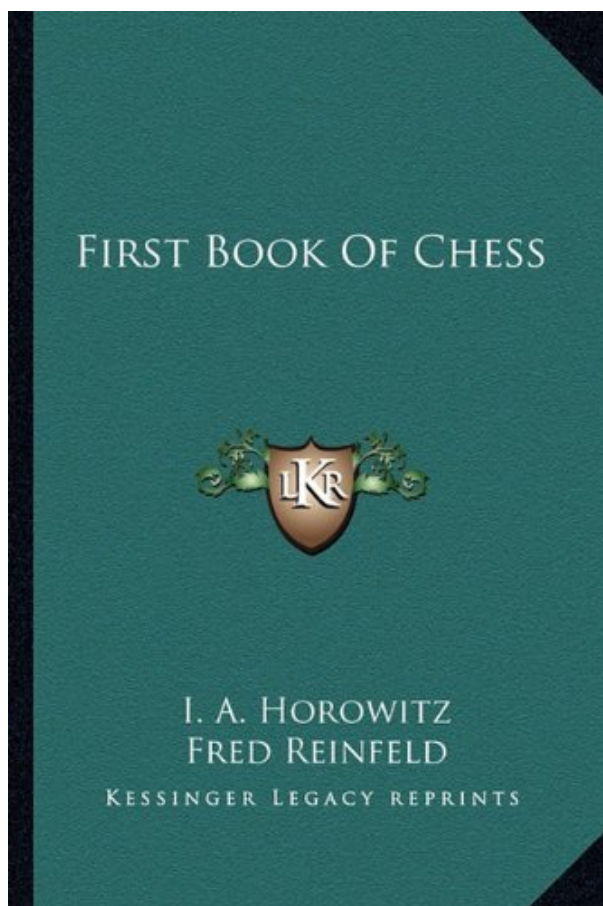 First Book Of Chess
LKR
I. A. Horowitz
Fred Reinfeld
Kessinger Legacy reprints